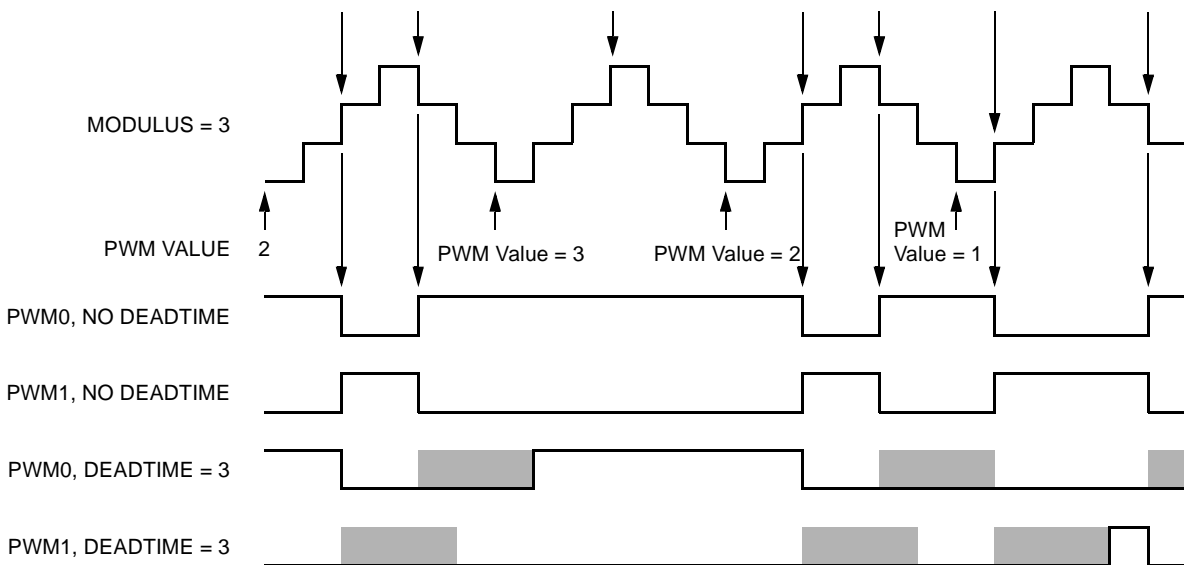 MODULUS = 3
PWM VALUE
2
PWM Value = 3
PWM Value = 2
PWM
Value = 1
PWM0, NO DEADTIME
PWM1, NO DEADTIME
PWM0, DEADTIME = 3
PWM1, DEADTIME = 3